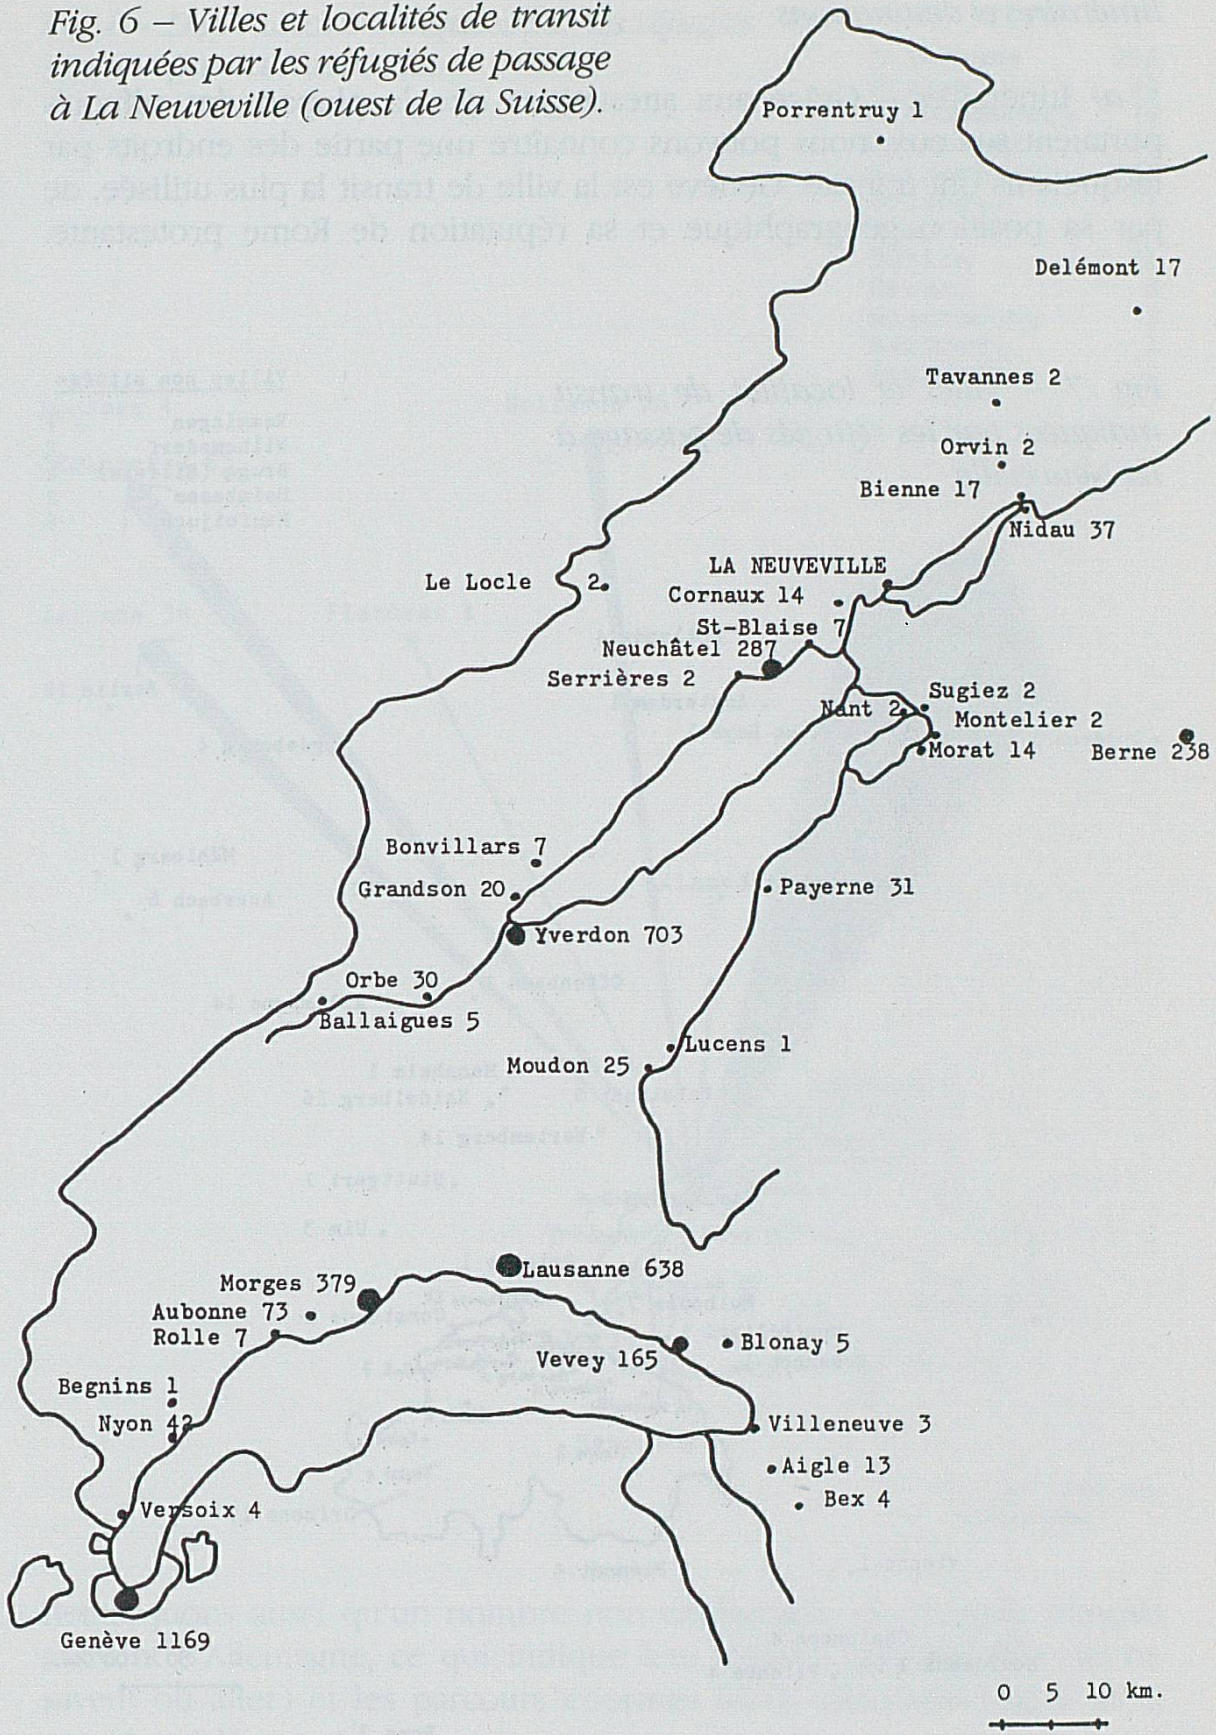 Fig. 6 – Villes et localités de transit
indiquées par les réfugiés de passage
à La Neuveville (ouest de la Suisse).
Porrentruy 1
Delémont 17
Tavannes 2
Orvin 2
Bienne 17
Nidau 37
LA NEUVEVILLE
Le Locle 2
Cornaux 14
St-Blaise 7
Neuchâtel 287
Serrières 2
Sugiez 2
Nant 2
Montelier 2
Morat 14
Berne 238
Bonvillars 7
Grandson 20
Payerne 31
Yverdon 703
Orbe 30
Ballaigues 5
Lucens 1
Moudon 25
Lausanne 638
Morges 379
Aubonne 73
Rolle 7
Blonay 5
Vevey 165
Begnins 1
Nyon 42
Villeneuve 3
Aigle 13
Bex 4
Versoix 4
Genève 1169
0 5 10 km.